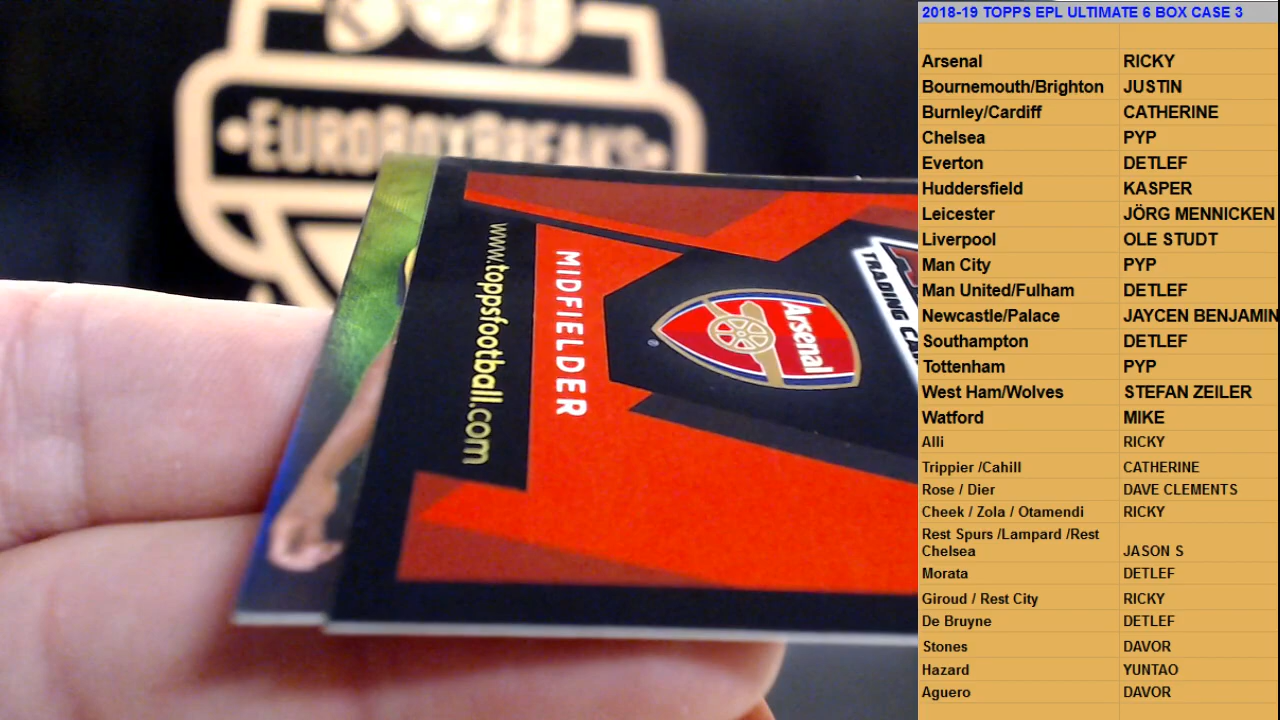 EUROBOXBREAKS
www.toppsfootball.com
MIDFIELDER
Arsenal
TRADING
2018-19 TOPPS EPL ULTIMATE 6 BOX CASE 3
Arsenal RICKY
Bournemouth/Brighton JUSTIN
Burnley/Cardiff CATHERINE
Chelsea PYP
Everton DETLEF
Huddersfield KASPER
Leicester JÖRG MENNICKEN
Liverpool OLE STUDT
Man City PYP
Man United/Fulham DETLEF
Newcastle/Palace JAYCEN BENJAMIN
Southampton DETLEF
Tottenham PYP
West Ham/Wolves STEFAN ZEILER
Watford MIKE
Alli RICKY
Trippier /Cahill CATHERINE
Rose / Dier DAVE CLEMENTS
Cheek / Zola / Otamendi RICKY
Rest Spurs /Lampard /Rest
Chelsea JASON S
Morata DETLEF
Giroud / Rest City RICKY
De Bruyne DETLEF
Stones DAVOR
Hazard YUNTAO
Aguero DAVOR